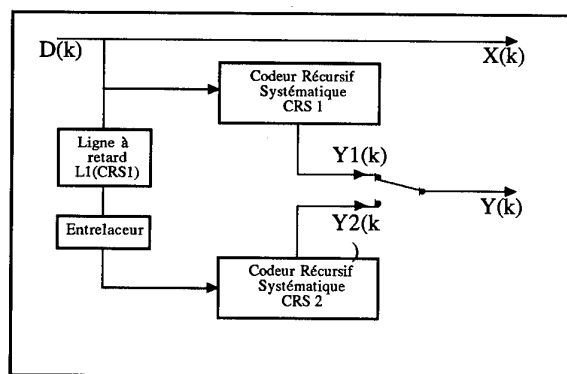 D(k)
X(k)
Codeur Récursif
Systématique
CRS 1
Ligne à
retard
L1(CRS1)
Y1(k)
Y(k)
Entrelaceur
Y2(k
)
Codeur Récursif
Systématique
CRS 2